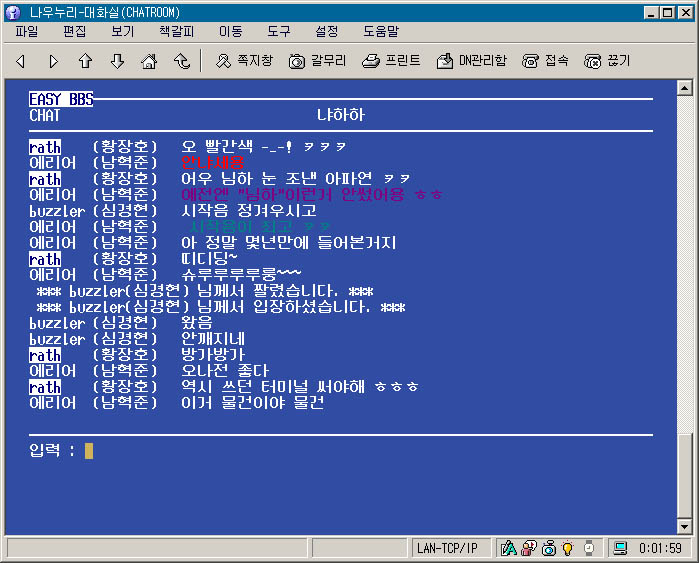 나우누리-대화실(CHATROOM)
파일 편집 보기 책갈피 이동 도구 설정 도움말
쪽지창 갈무리 프린트 DN관리함 접속 끊기
EASY BBS
CHAT 냐하하
rath (황장호) 오 빨간색 -_-! ㅋㅋㅋ
에리어 (남혁준) 안냐세욤
rath (황장호) 어우 님하 눈 조낸 아파연 ㅋㅋ
에리어 (남혁준) 예전엔 "님하"이런거 안썼어용 ㅎㅎ
buzzler (심경현) 시작음 정겨우시고
에리어 (남혁준) 시작음이 최고 ㅋㅋ
에리어 (남혁준) 아 정말 몇년만에 들어본거지
rath (황장호) 띠디딩~
에리어 (남혁준) 슈루루루루룽~~~
*** buzzler(심경현) 님께서 짤렸습니다. ***
*** buzzler(심경현) 님께서 입장하셨습니다. ***
buzzler (심경현) 왔음
buzzler (심경현) 안깨지네
rath (황장호) 방가방가
에리어 (남혁준) 오나전 좋다
rath (황장호) 역시 쓰던 터미널 써야해 ㅎㅎㅎ
에리어 (남혁준) 이거 물건이야 물건
입력 :
LAN-TCP/IP 0:01:59